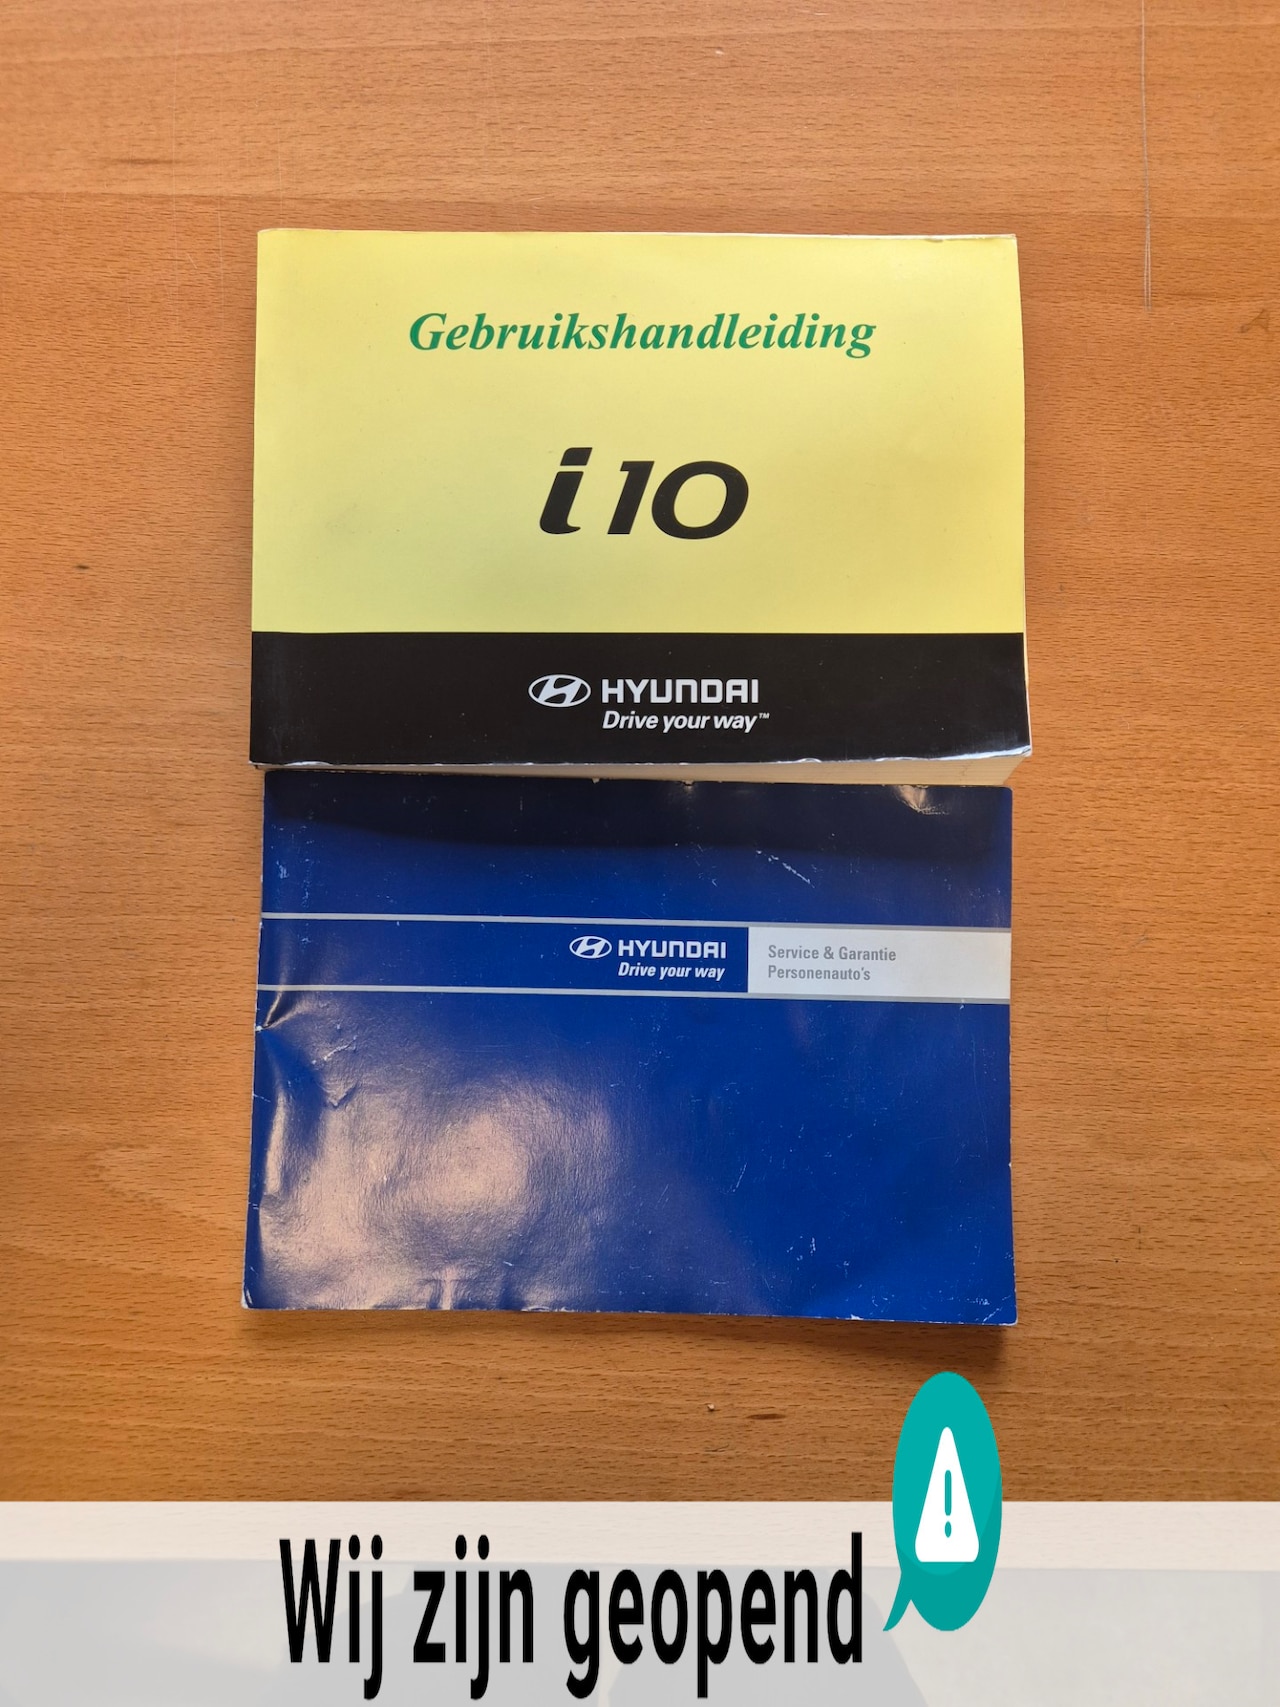 Gebruikshandleiding
i10
HYUNDAI
Drive your way™
HYUNDAI
Drive your way
Service & Garantie
Personenauto's
Wij zijn geopend